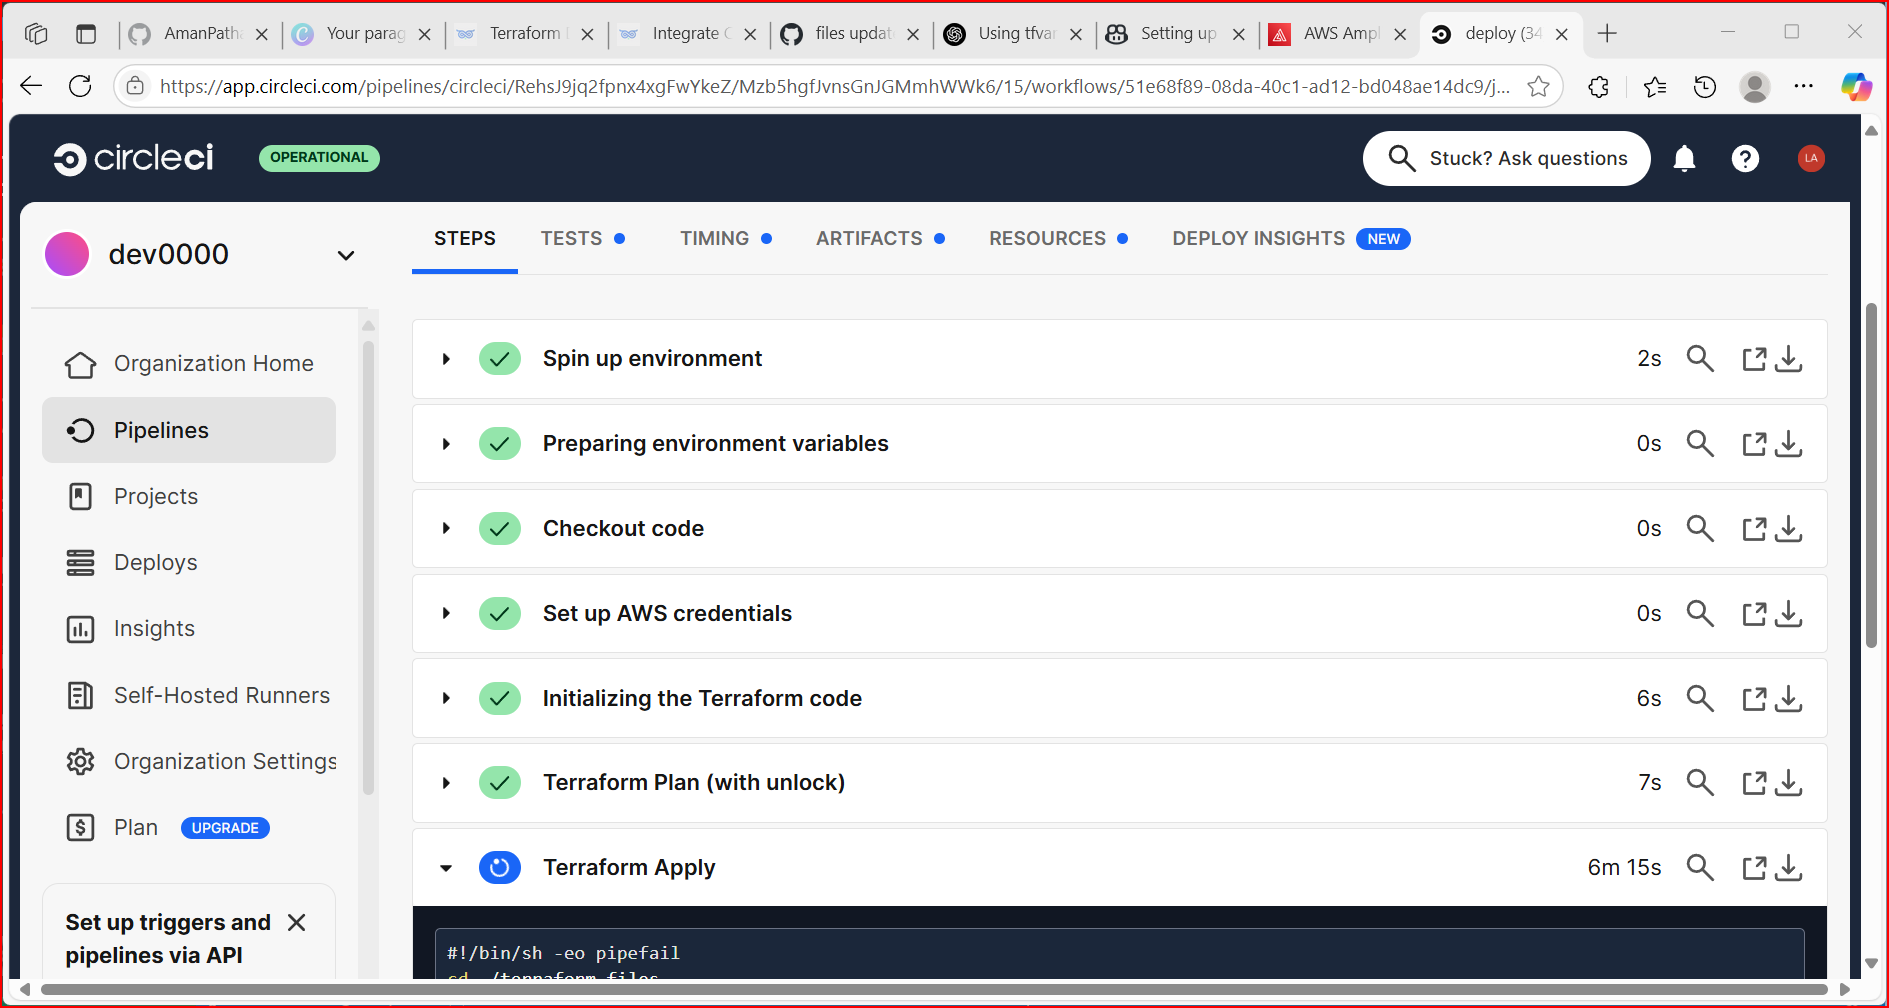 AmanPath
Your parag
Terraform
Integrate C
files updat
Using tfvar
Setting up
AWS Ampl
deploy (34
https://app.circleci.com/pipelines/circleci/RehsJ9jq2fpnx4xgFwYkeZ/Mzb5hgfJvnsGnJGMmhWWk6/15/workflows/51e68f89-08da-40c1-ad12-bd048ae14dc9/j...
circleci
OPERATIONAL
Stuck? Ask questions
LA
dev0000
STEPS
TESTS
TIMING
ARTIFACTS
RESOURCES
DEPLOY INSIGHTS NEW
Organization Home
Pipelines
Projects
Deploys
Insights
Self-Hosted Runners
Organization Settings
Plan UPGRADE
Set up triggers and
pipelines via API
Spin up environment 2s
Preparing environment variables 0s
Checkout code 0s
Set up AWS credentials 0s
Initializing the Terraform code 6s
Terraform Plan (with unlock) 7s
Terraform Apply 6m 15s
#!/bin/sh -eo pipefail
cd ./terraform_files